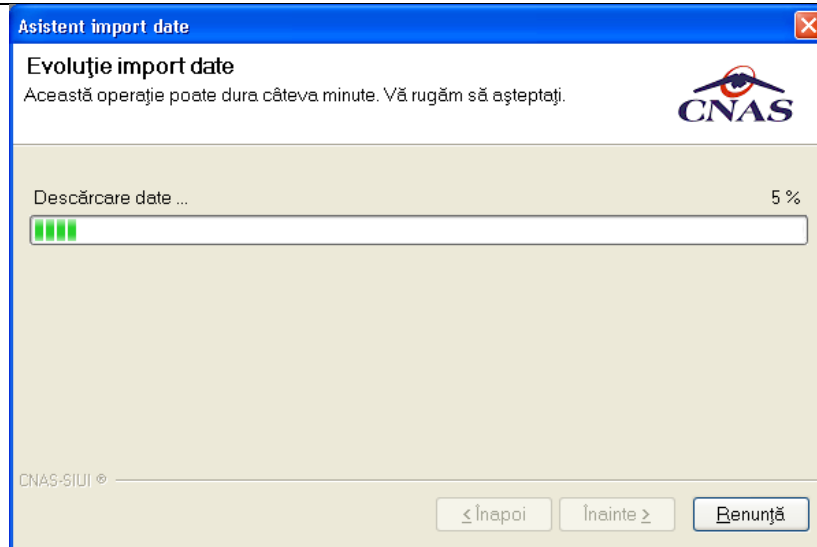 Asistent import date
Evoluţie import date
Această operaţie poate dura câteva minute. Vă rugăm să aşteptaţi.
CNAS
Descărcare date ...
5 %
CNAS-SIUI ®
< Înapoi
Înainte >
Renunţă